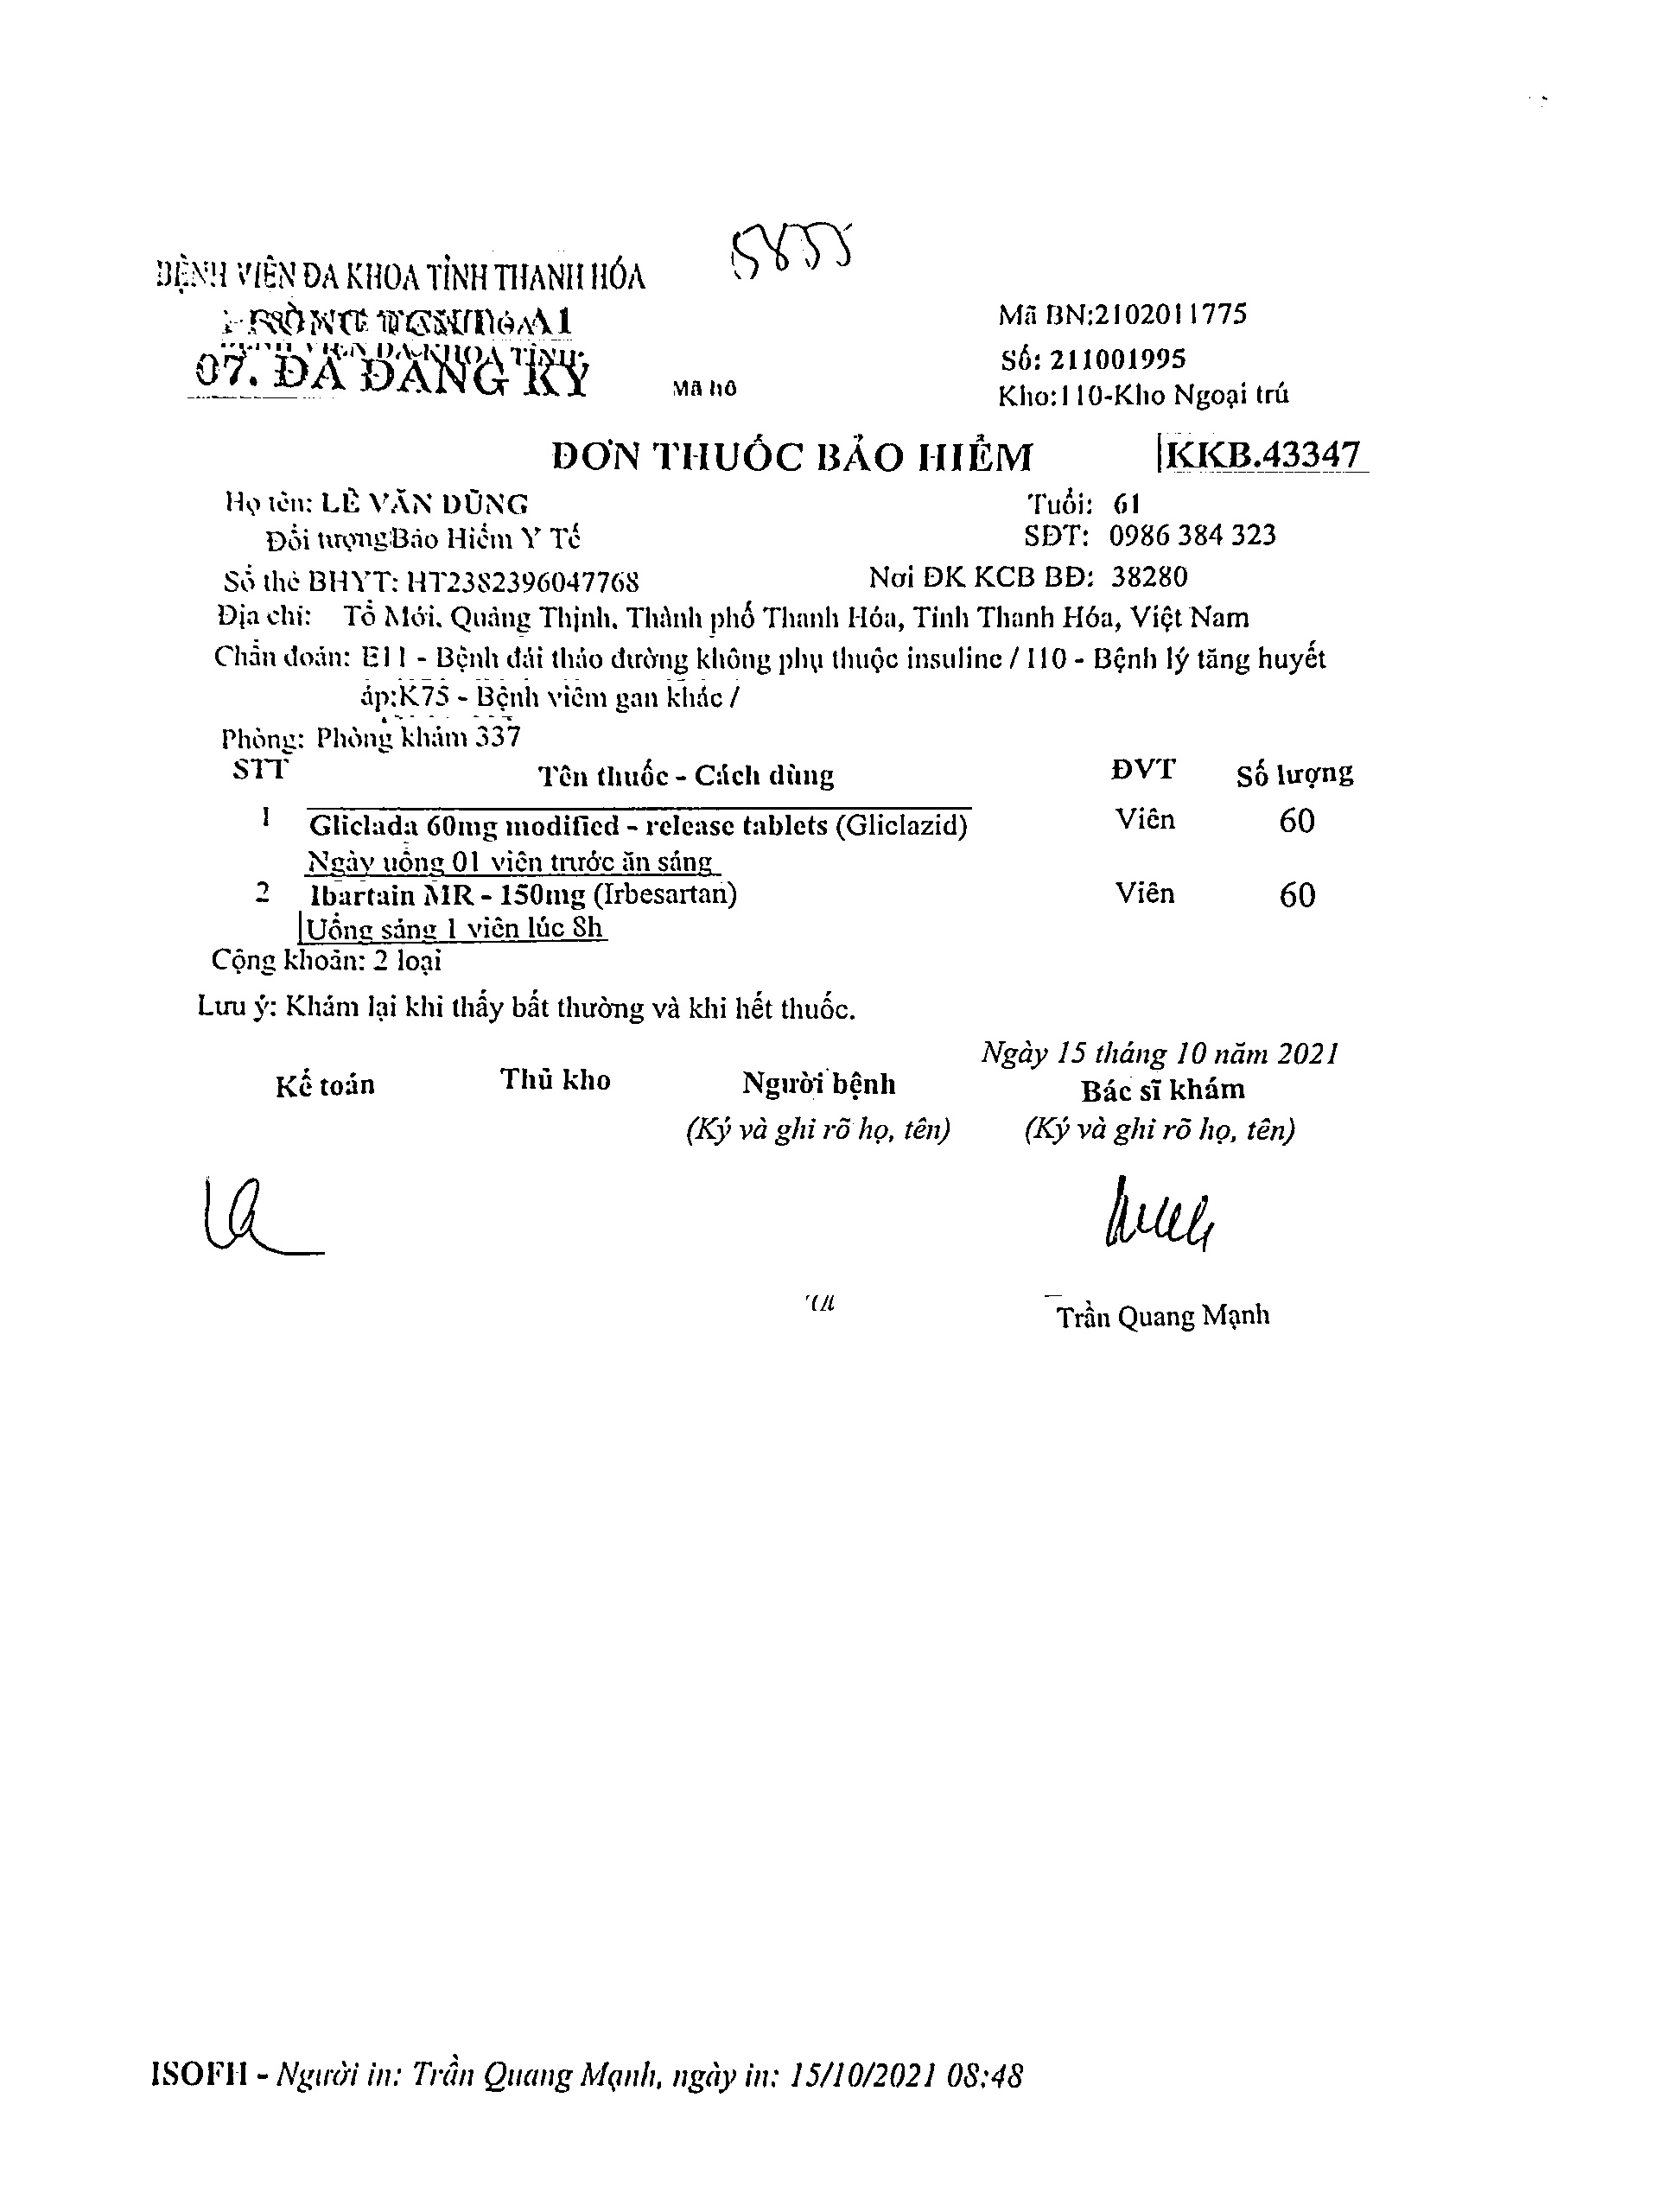 5855
BỆNH VIỆN ĐA KHOA TỈNH THANH HÓA
Mã BN:2102011775
07. ĐÃ ĐĂNG KÝ
Số: 211001995
Kho:110-Kho Ngoại trú
ĐƠN THUỐC BẢO HIỂM KKB.43347
Họ tên: LÊ VĂN DŨNG Tuổi: 61
Đối tượng:Bảo Hiểm Y Tế SĐT: 0986 384 323
Số thẻ BHYT: HT2382396047768 Nơi ĐK KCB BĐ: 38280
Địa chỉ: Tổ Mới, Quảng Thịnh, Thành phố Thanh Hóa, Tỉnh Thanh Hóa, Việt Nam
Chẩn đoán: E11 - Bệnh đái tháo đường không phụ thuộc insuline / I10 - Bệnh lý tăng huyết
áp;K75 - Bệnh viêm gan khác /
Phòng: Phòng khám 337
STT Tên thuốc - Cách dùng ĐVT Số lượng
1 Gliclada 60mg modified - release tablets (Gliclazid) Viên 60
Ngày uống 01 viên trước ăn sáng
2 Ibartain MR - 150mg (Irbesartan) Viên 60
Uống sáng 1 viên lúc 8h
Cộng khoản: 2 loại
Lưu ý: Khám lại khi thấy bất thường và khi hết thuốc.
Ngày 15 tháng 10 năm 2021
Kế toán Thủ kho Người bệnh Bác sĩ khám
(Ký và ghi rõ họ, tên) (Ký và ghi rõ họ, tên)
Trần Quang Mạnh
ISOFH - Người in: Trần Quang Mạnh, ngày in: 15/10/2021 08:48